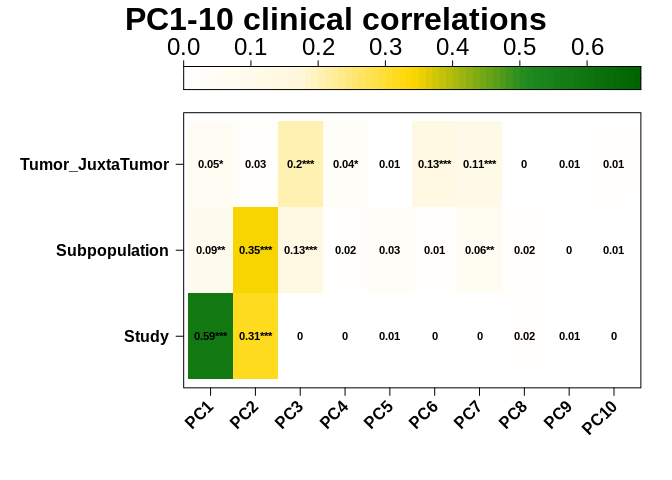 PC1-10 clinical correlations
0.0 0.1 0.2 0.3 0.4 0.5 0.6
Tumor_JuxtaTumor 0.05* 0.03 0.2*** 0.04* 0.01 0.13*** 0.11*** 0 0.01 0.01
Subpopulation 0.09** 0.35*** 0.13*** 0.02 0.03 0.01 0.06** 0.02 0 0.01
Study 0.59*** 0.31*** 0 0 0.01 0 0 0.02 0.01 0
PC1 PC2 PC3 PC4 PC5 PC6 PC7 PC8 PC9 PC10